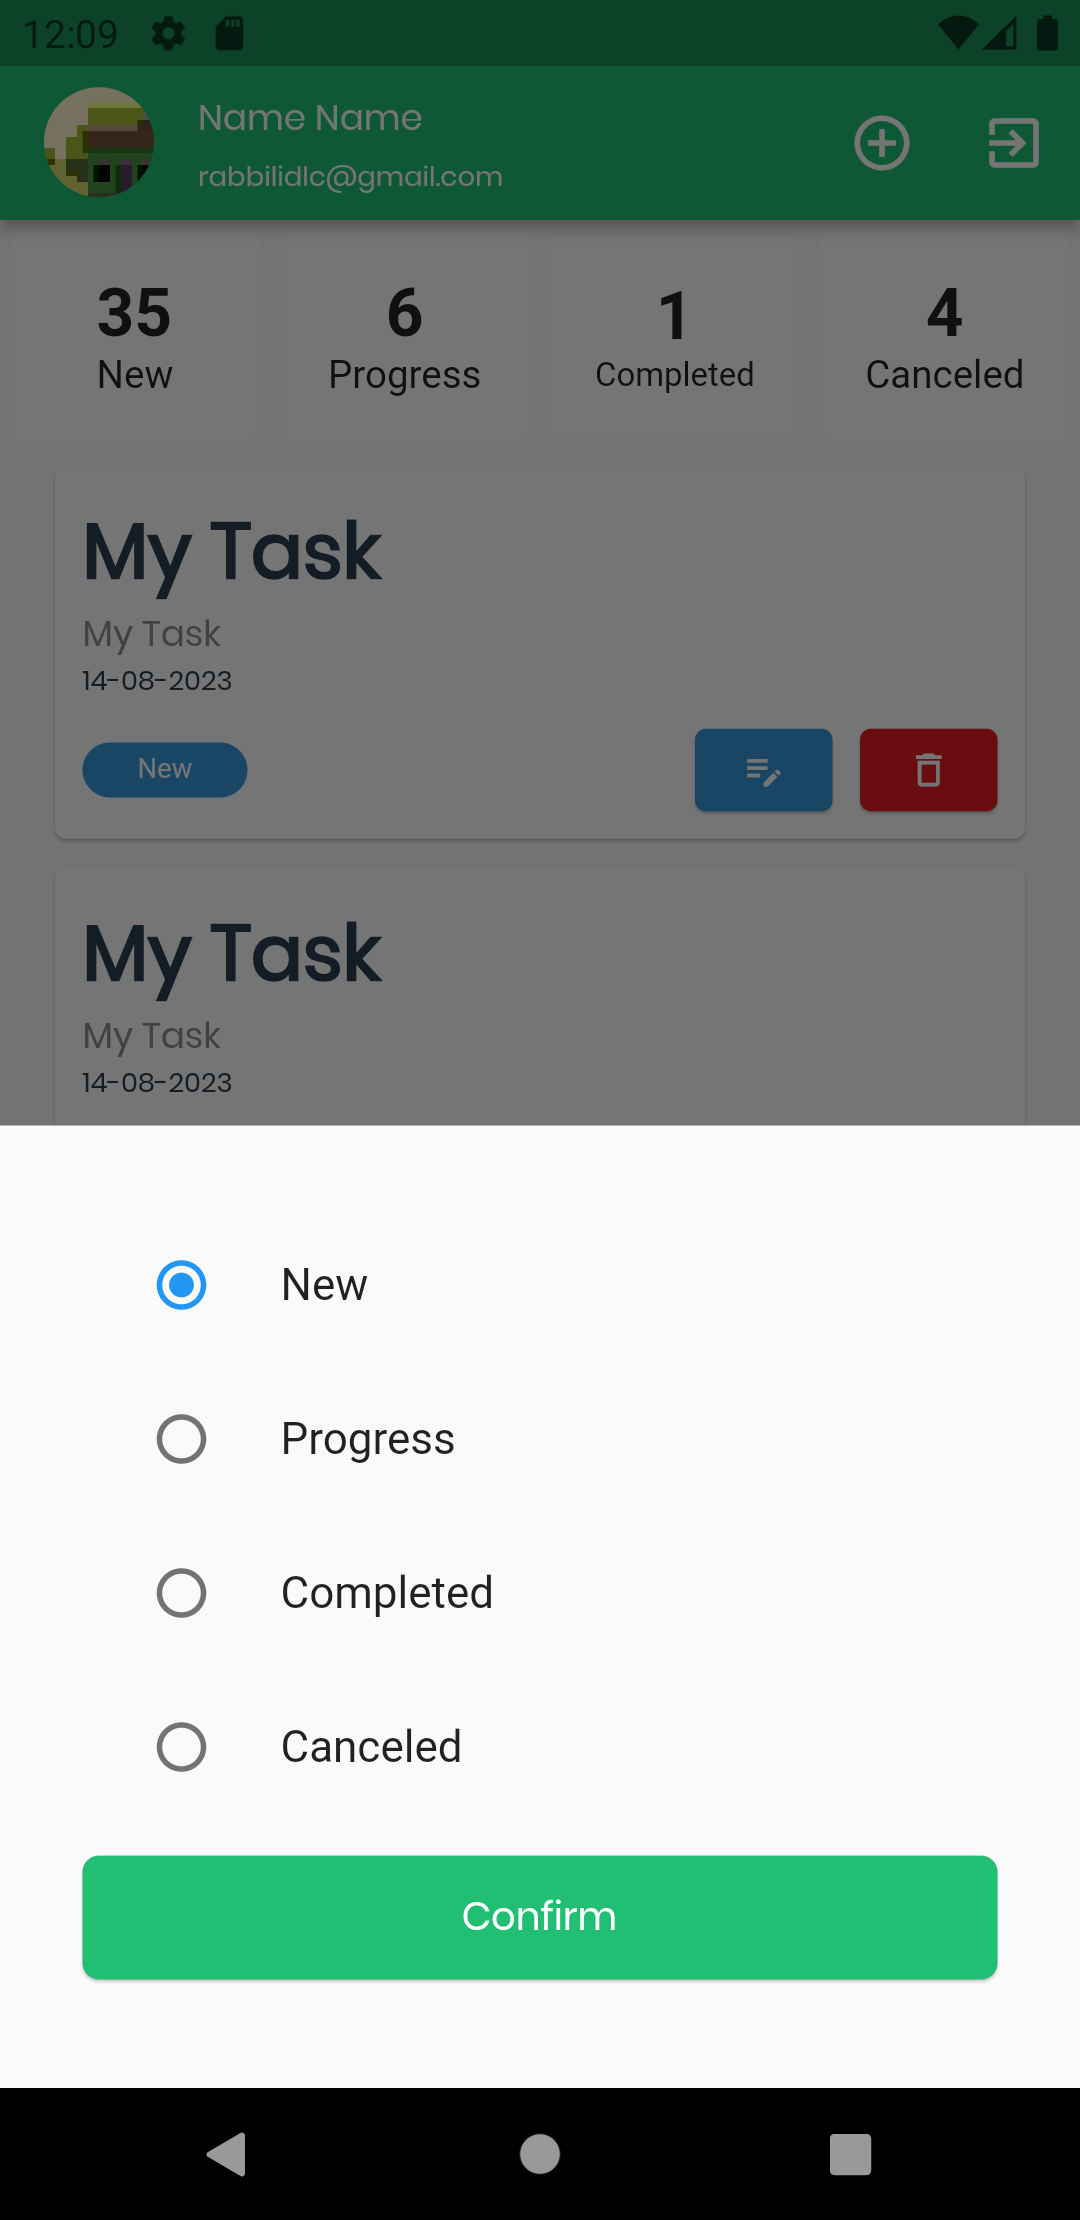 12:09
Name Name
rabbilidlc@gmail.com
35 6 1 4
New Progress Completed Canceled
My Task
My Task
14-08-2023
New
My Task
My Task
14-08-2023
New
Progress
Completed
Canceled
Confirm